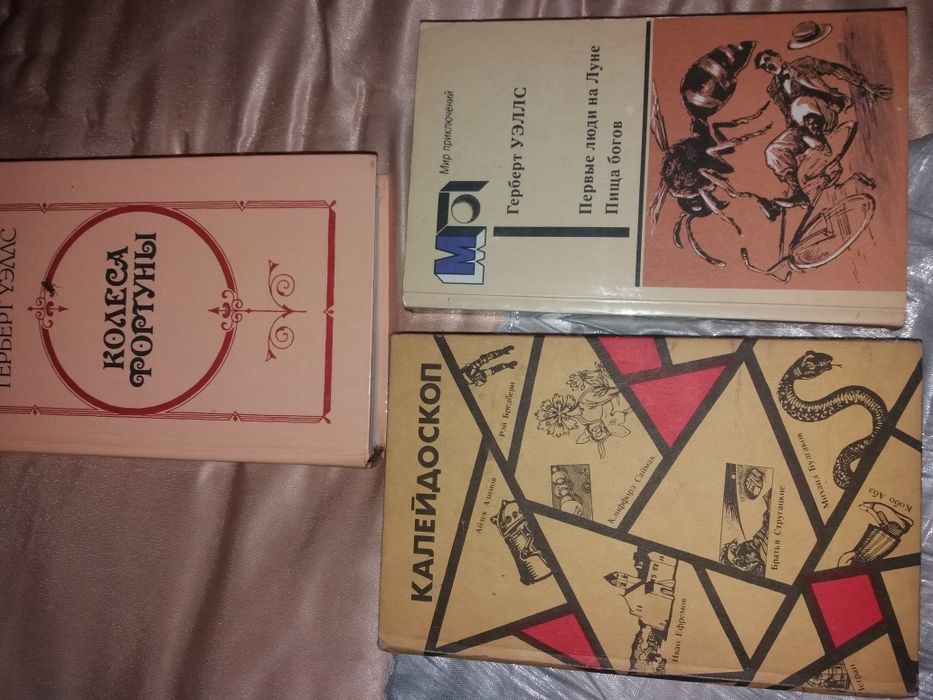 ГЕРБЕРТ УЭЛЛС
КОЛЕСА
ФОРТУНЫ
М
Мир приключений
Герберт УЭЛЛС
Первые люди на Луне
Пища богов
КАЛЕЙДОСКОП
Рэй Бредбери
Айзек Азимов
Клиффорд Саймак
Михаил Булгаков
Кобо Абэ
Братья Стругацкие
Иван Ефремов